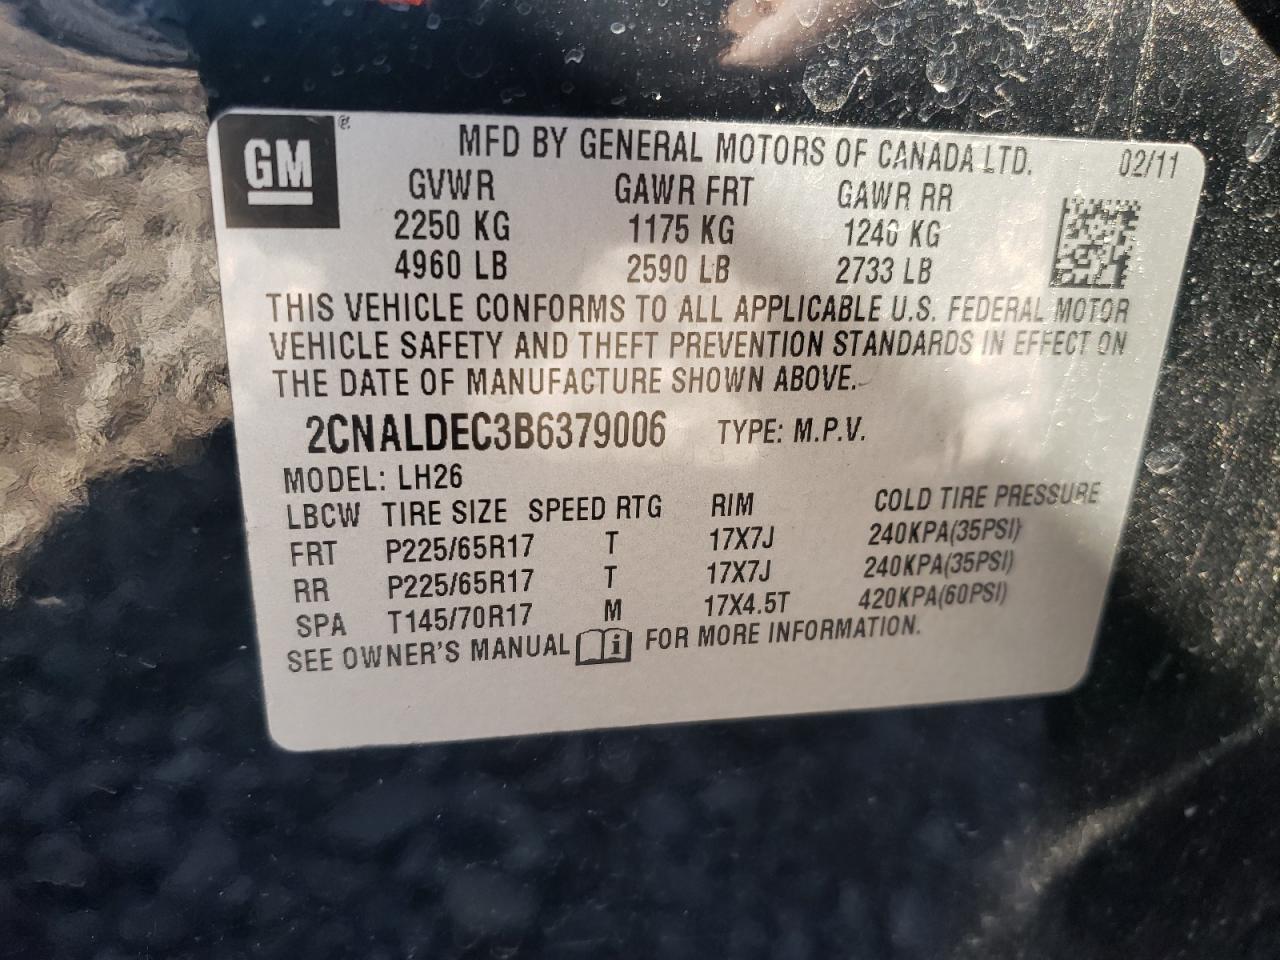 GM ® MFD BY GENERAL MOTORS OF CANADA LTD. 02/11
GVWR GAWR FRT GAWR RR
2250 KG 1175 KG 1240 KG
4960 LB 2590 LB 2733 LB
THIS VEHICLE CONFORMS TO ALL APPLICABLE U.S. FEDERAL MOTOR
VEHICLE SAFETY AND THEFT PREVENTION STANDARDS IN EFFECT ON
THE DATE OF MANUFACTURE SHOWN ABOVE.
2CNALDEC3B6379006 TYPE: M.P.V.
MODEL: LH26
LBCW TIRE SIZE SPEED RTG RIM COLD TIRE PRESSURE
FRT P225/65R17 T 17X7J 240KPA(35PSI)
RR P225/65R17 T 17X7J 240KPA(35PSI)
SPA T145/70R17 M 17X4.5T 420KPA(60PSI)
SEE OWNER'S MANUAL i FOR MORE INFORMATION.